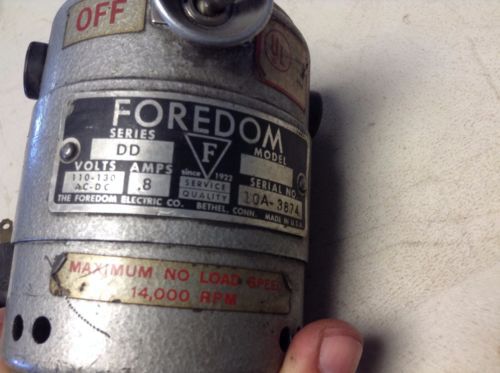 OFF
UL
FOREDOM
SERIES
DD
F
MODEL
VOLTS AMPS
110-130
AC-DC
.8
since 1922
SERVICE
QUALITY
SERIAL NO
10A-3874
THE FOREDOM ELECTRIC CO. BETHEL, CONN. MADE IN U.S.A.
MAXIMUM NO LOAD SPEED
14,000 RPM